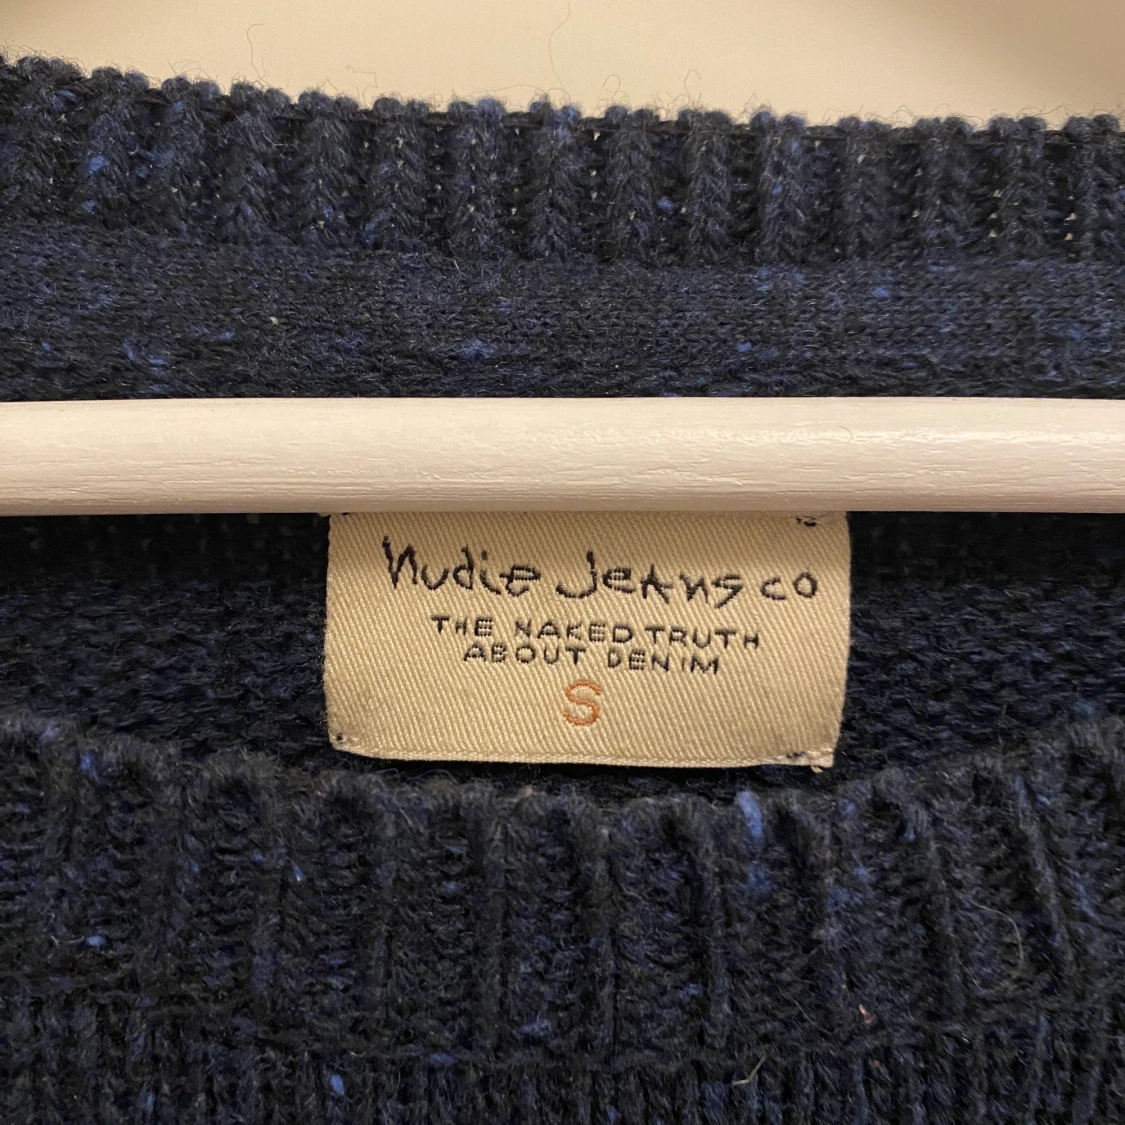 Nudie Jeans co
THE NAKED TRUTH
ABOUT DENIM
S